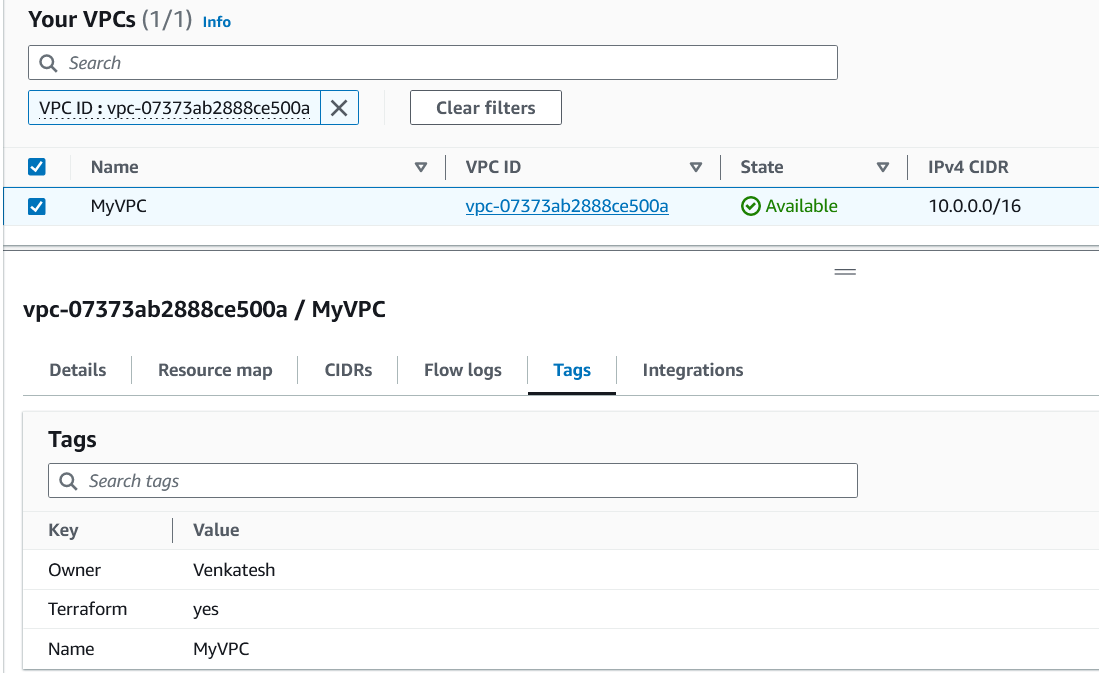 Your VPCs (1/1) Info
Search
VPC ID : vpc-07373ab2888ce500a
Clear filters
Name VPC ID State IPv4 CIDR
MyVPC vpc-07373ab2888ce500a Available 10.0.0.0/16
vpc-07373ab2888ce500a / MyVPC
Details Resource map CIDRs Flow logs Tags Integrations
Tags
Search tags
Key Value
Owner Venkatesh
Terraform yes
Name MyVPC